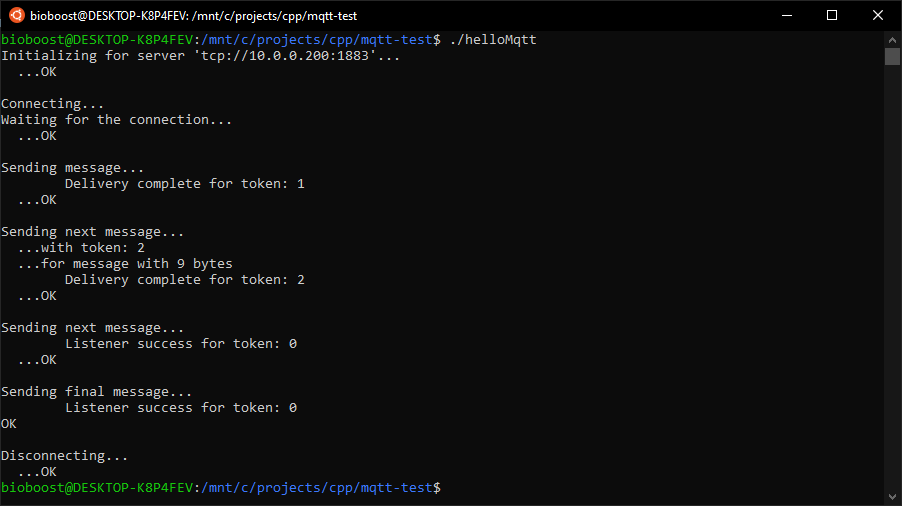 bioboost@DESKTOP-K8P4FEV: /mnt/c/projects/cpp/mqtt-test
bioboost@DESKTOP-K8P4FEV:/mnt/c/projects/cpp/mqtt-test$ ./helloMqtt
Initializing for server 'tcp://10.0.0.200:1883'...
  ...OK

Connecting...
Waiting for the connection...
  ...OK

Sending message...
        Delivery complete for token: 1
  ...OK

Sending next message...
  ...with token: 2
  ...for message with 9 bytes
        Delivery complete for token: 2
  ...OK

Sending next message...
        Listener success for token: 0
  ...OK

Sending final message...
        Listener success for token: 0
OK

Disconnecting...
  ...OK
bioboost@DESKTOP-K8P4FEV:/mnt/c/projects/cpp/mqtt-test$